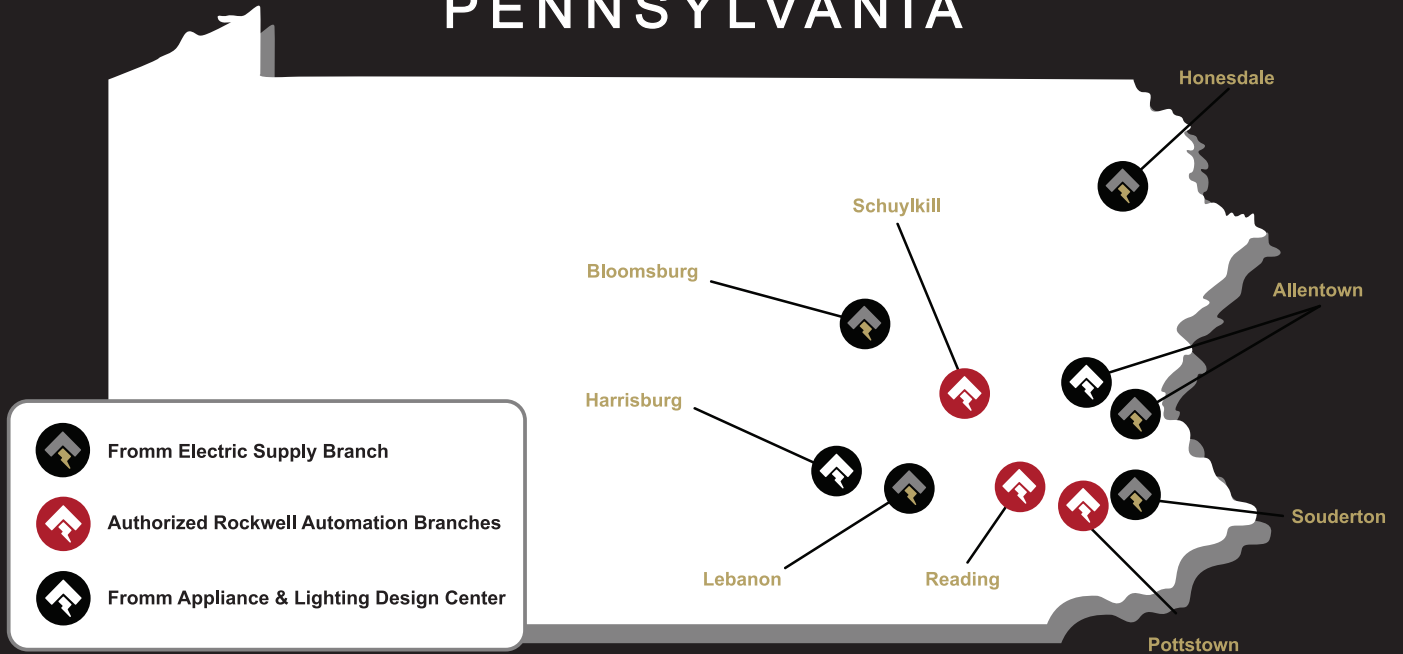 PENNSYLVANIA
Honesdale
Schuylkill
Bloomsburg
Allentown
Harrisburg
Fromm Electric Supply Branch
Authorized Rockwell Automation Branches
Souderton
Lebanon
Reading
Fromm Appliance & Lighting Design Center
Pottstown